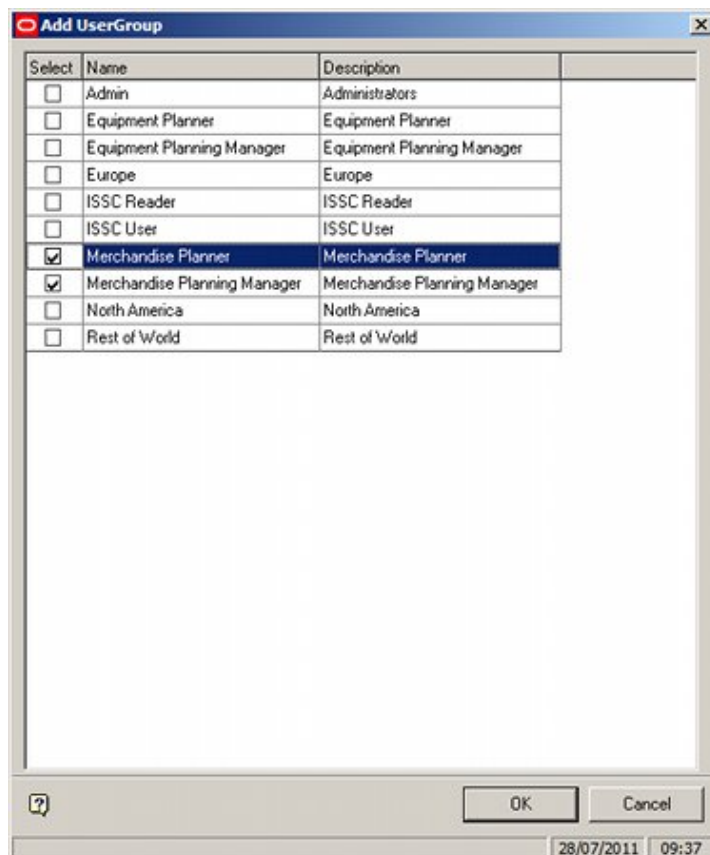 Add UserGroup
Select Name Description
Admin Administrators
Equipment Planner Equipment Planner
Equipment Planning Manager Equipment Planning Manager
Europe Europe
ISSC Reader ISSC Reader
ISSC User ISSC User
Merchandise Planner Merchandise Planner
Merchandise Planning Manager Merchandise Planning Manager
North America North America
Rest of World Rest of World
OK Cancel
28/07/2011 09:37